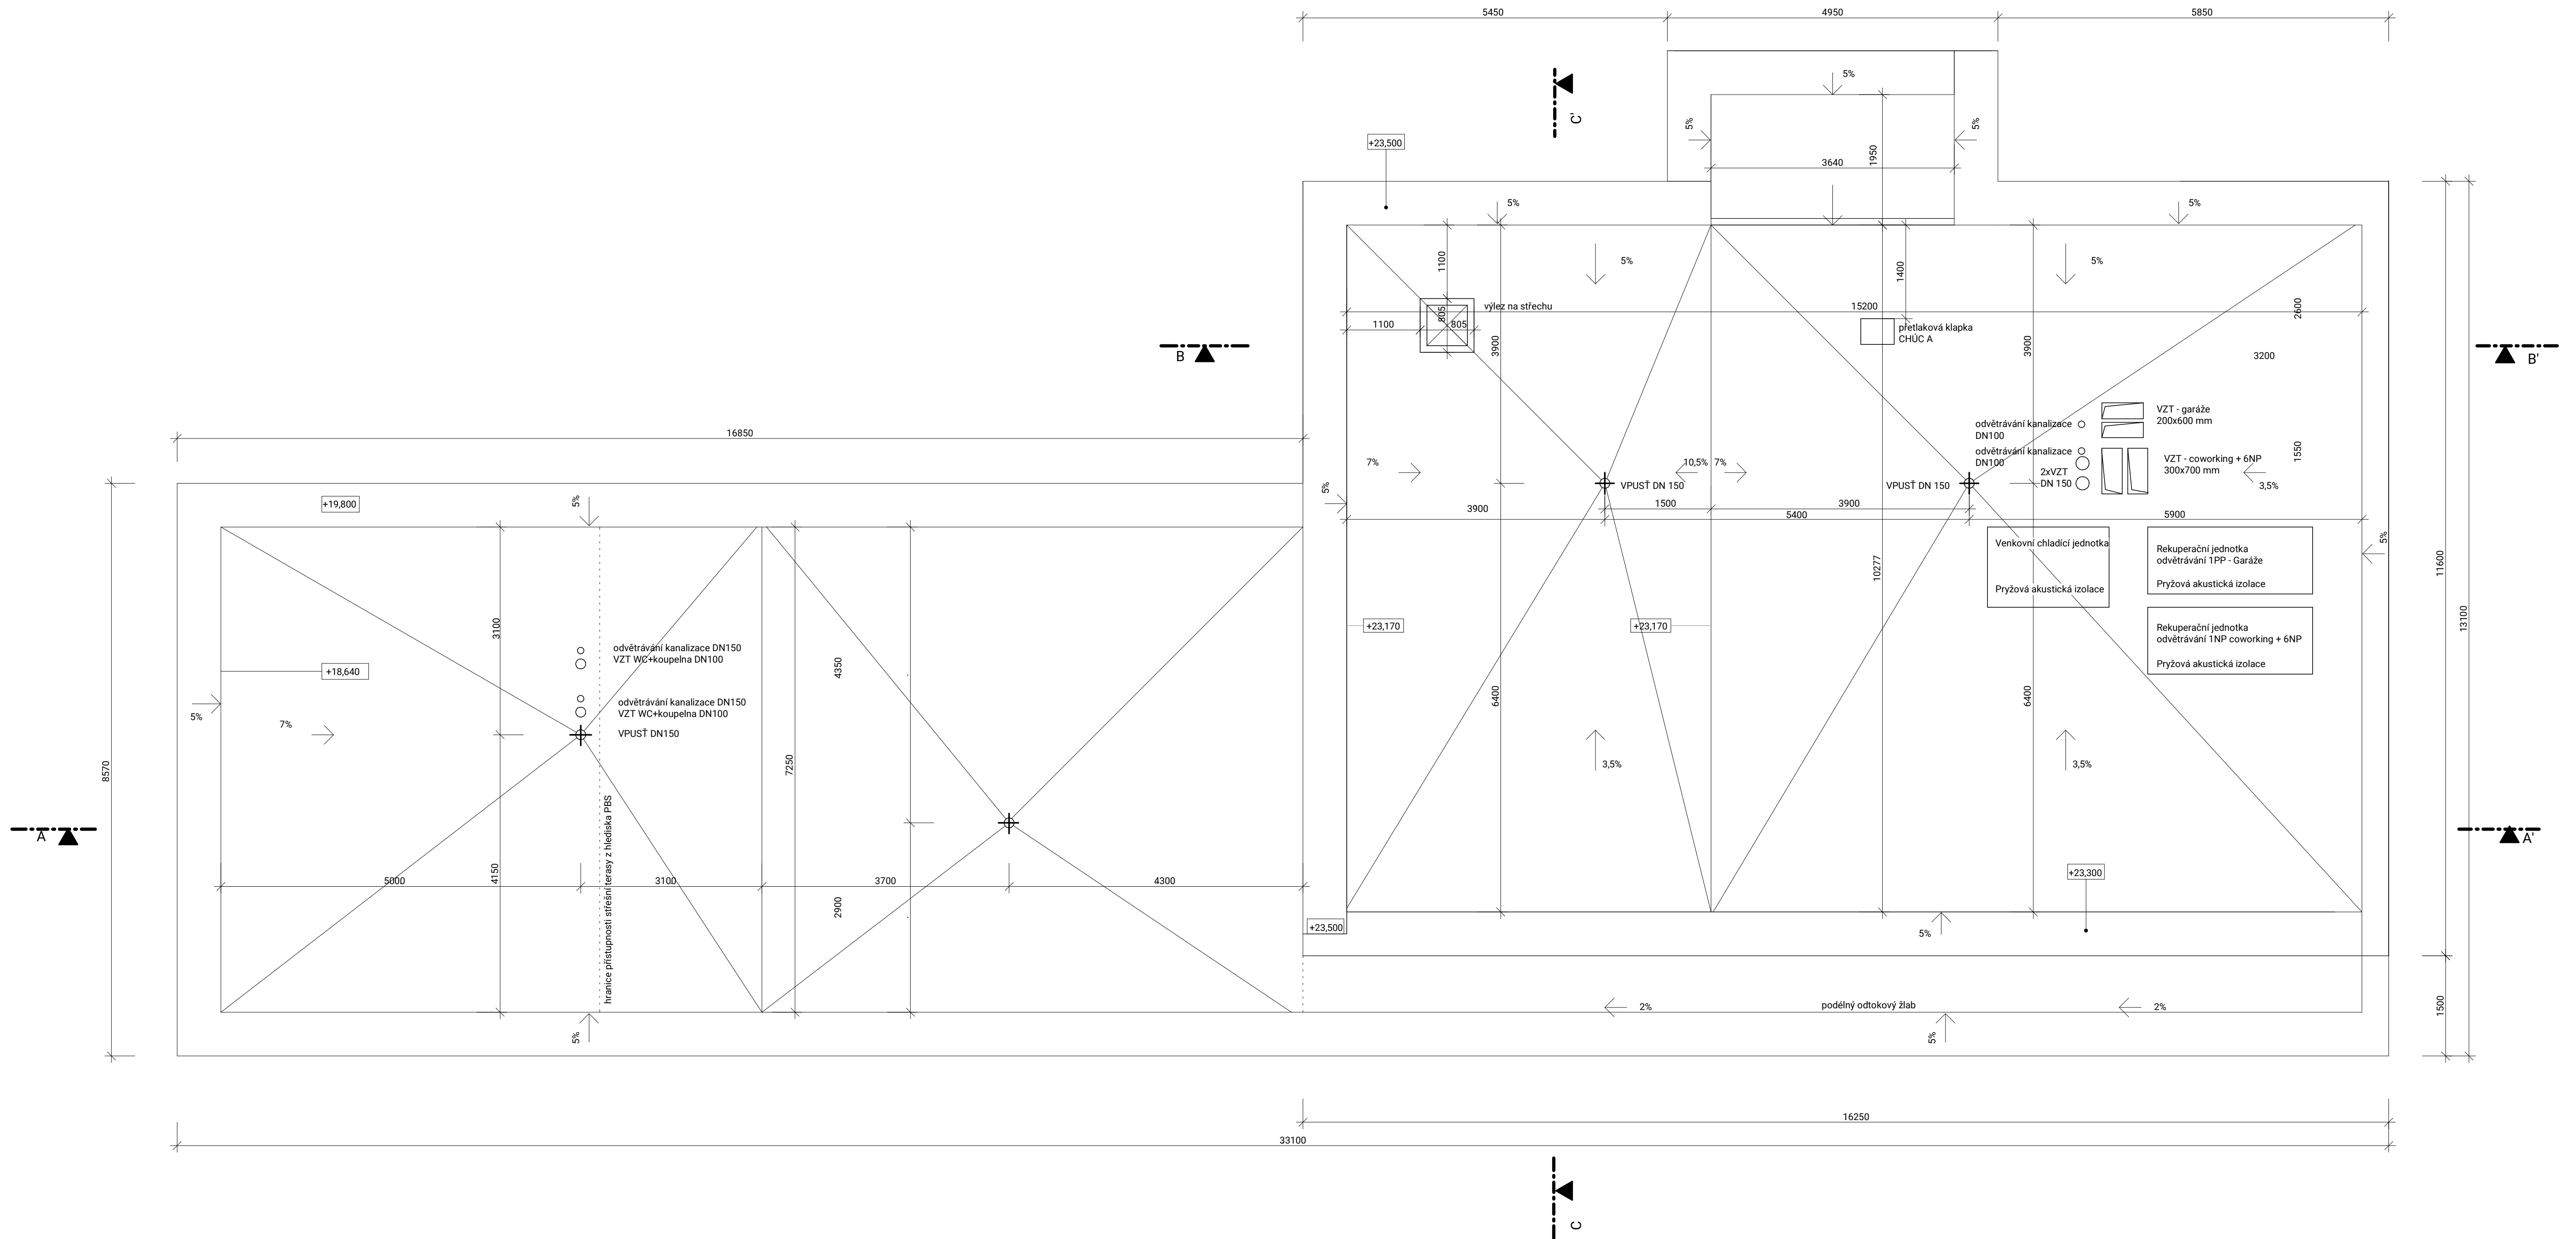 5450
4950
5850
5%
C'
5%
5%
+23,500
1950
3640
5%
5%
1100
5%
1400
5%
výlez na střechu
15200
2600
805
805
1100
3900
přetlaková klapka
CHÚC A
3900
3200
B
B'
16850
VZT - garáže
200x600 mm
odvětrávání kanalizace
DN100
odvětrávání kanalizace
DN100
1550
VZT - coworking + 6NP
300x700 mm
2xVZT
DN 150
7%
10,5%
7%
3,5%
VPUSŤ DN 150
VPUSŤ DN 150
5%
+19,800
5%
3900
1500
3900
5400
5900
5%
Venkovní chladící jednotka
Pryžová akustická izolace
Rekuperační jednotka
odvětrávání 1PP - Garáže
Pryžová akustická izolace
11600
10277
13100
3100
+23,170
+23,170
Rekuperační jednotka
odvětrávání 1NP coworking + 6NP
Pryžová akustická izolace
odvětrávání kanalizace DN150
VZT WC+koupelna DN100
4350
+18,640
odvětrávání kanalizace DN150
VZT WC+koupelna DN100
6400
6400
5%
7%
VPUSŤ DN150
8570
7250
3,5%
3,5%
hranice přístupnosti střešní terasy z hlediska PBS
A
A'
4150
5000
3100
3700
4300
2900
+23,300
+23,500
5%
2%
podélný odtokový žlab
2%
1500
5%
5%
16250
33100
C